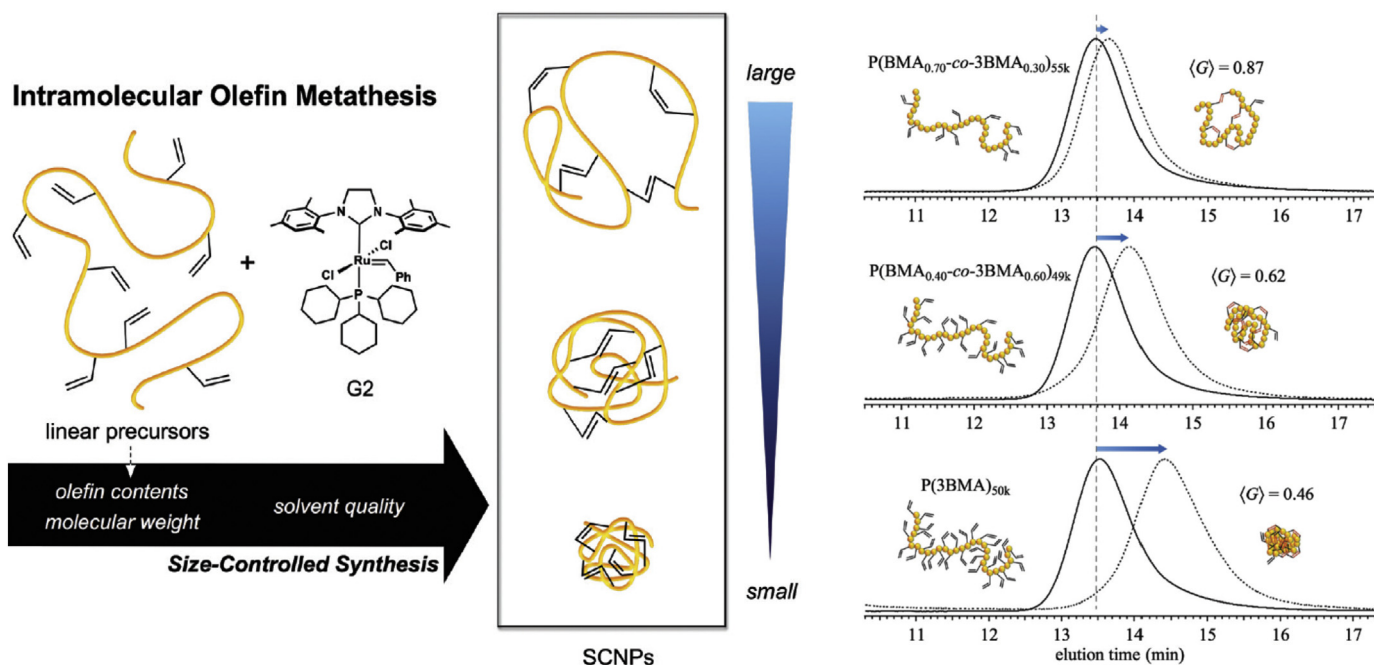 Intramolecular Olefin Metathesis
+
N
N
Cl
Ru
Cl
Ph
P
G2
linear precursors
olefin contents
molecular weight
solvent quality
Size-Controlled Synthesis
SCNPs
large
small
P(BMA0.70-co-3BMA0.30)55k
⟨G⟩ = 0.87
11 12 13 14 15 16 17
P(BMA0.40-co-3BMA0.60)49k
⟨G⟩ = 0.62
11 12 13 14 15 16 17
P(3BMA)50k
⟨G⟩ = 0.46
11 12 13 14 15 16 17
elution time (min)